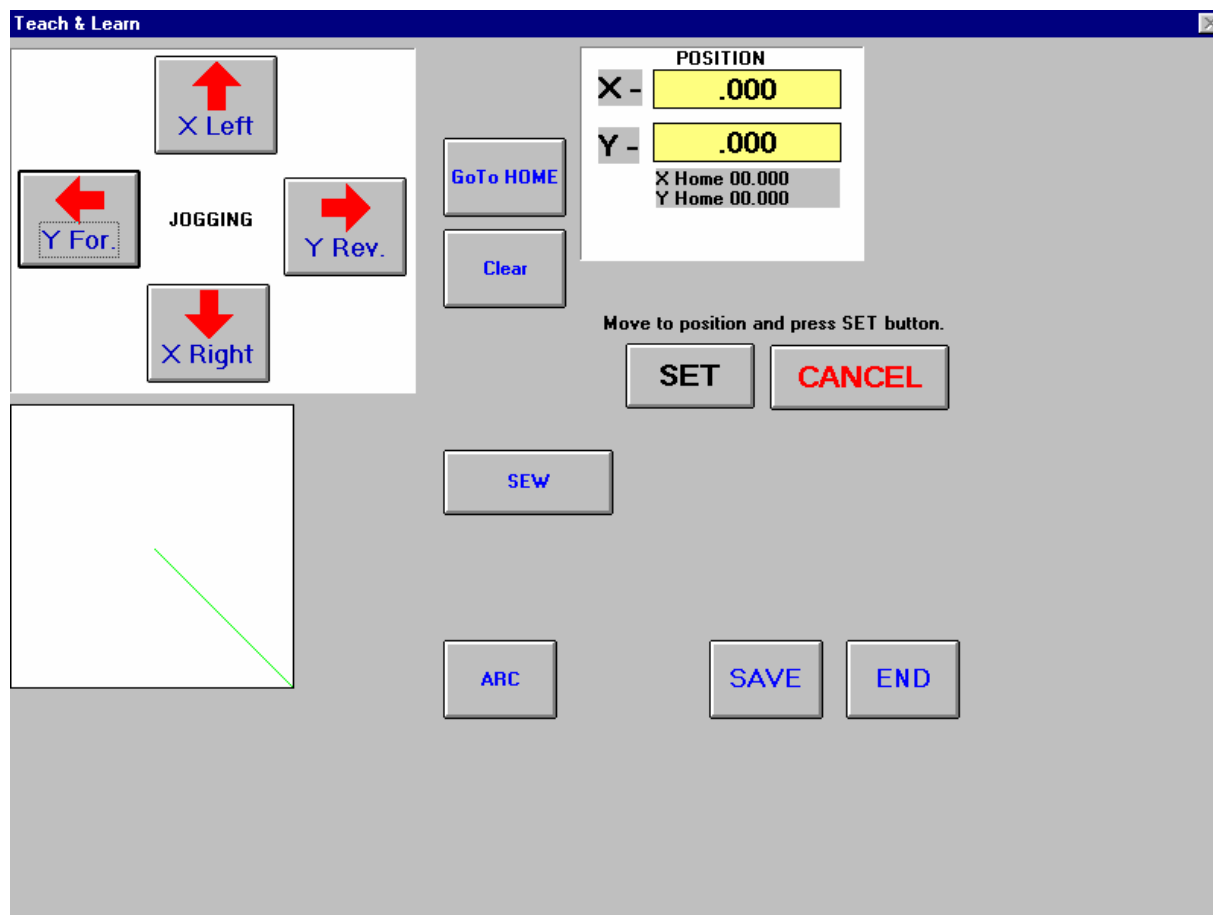 Teach & Learn
X Left
Y For.
JOGGING
Y Rev.
X Right
GoTo HOME
Clear
POSITION
X - .000
Y - .000
X Home 00.000
Y Home 00.000
Move to position and press SET button.
SET
CANCEL
SEW
ARC
SAVE
END